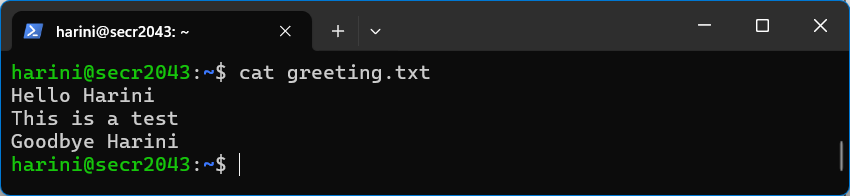 harini@secr2043: ~
harini@secr2043:~$ cat greeting.txt
Hello Harini
This is a test
Goodbye Harini
harini@secr2043:~$